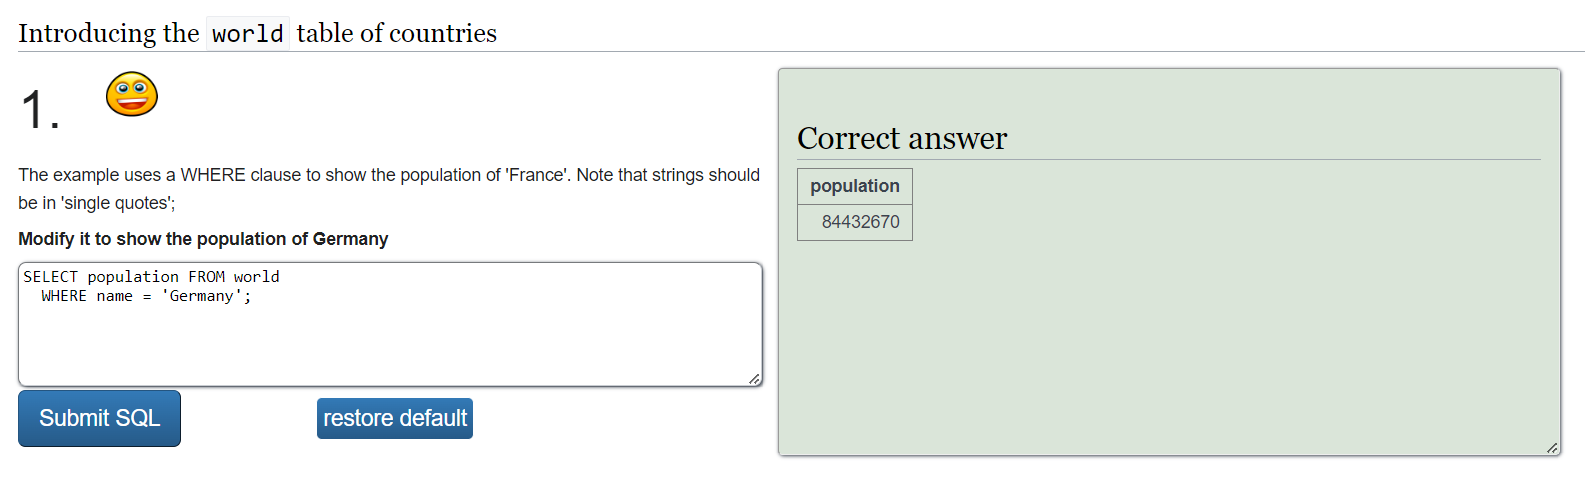 Introducing the world table of countries
1.
The example uses a WHERE clause to show the population of 'France'. Note that strings should
be in 'single quotes';
Modify it to show the population of Germany
SELECT population FROM world
  WHERE name = 'Germany';
Submit SQL
restore default
Correct answer
population
84432670